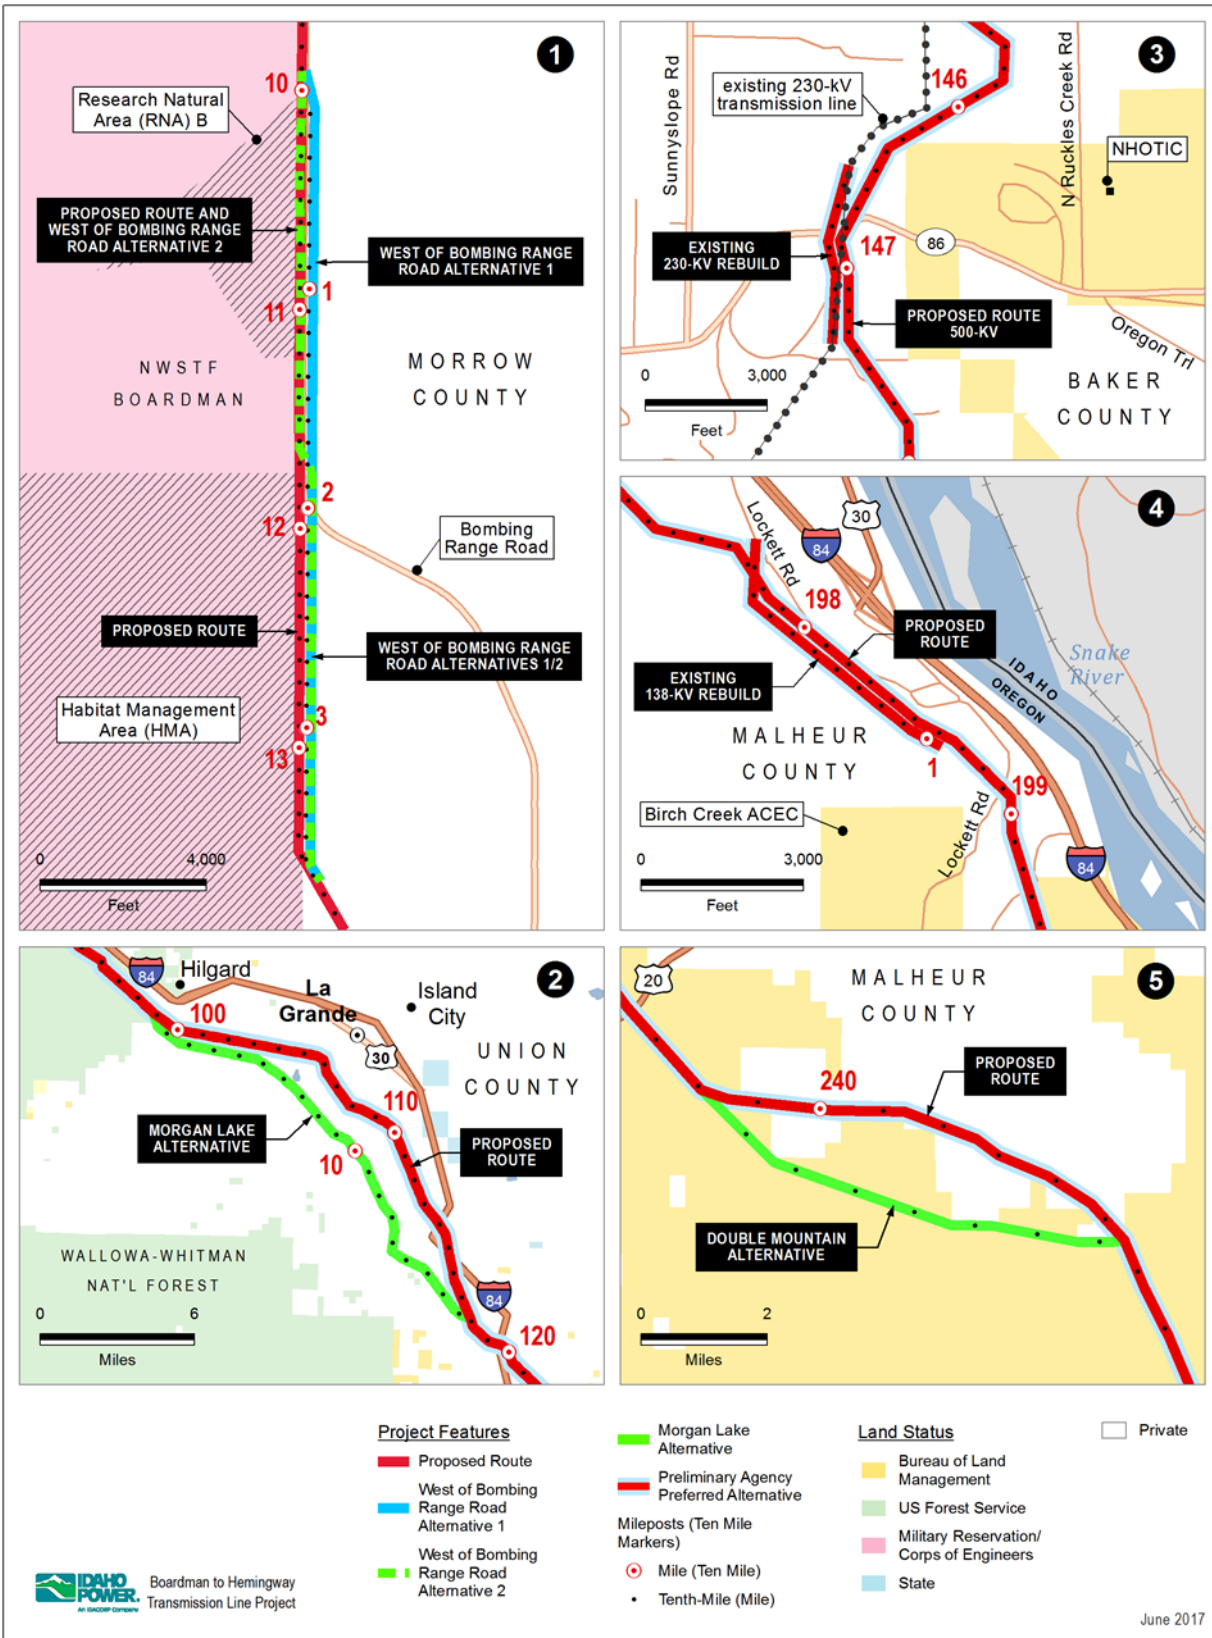 1
10
Research Natural
Area (RNA) B
PROPOSED ROUTE AND
WEST OF BOMBING RANGE
ROAD ALTERNATIVE 2
WEST OF BOMBING RANGE
ROAD ALTERNATIVE 1
1
11
NWSTF
BOARDMAN
MORROW
COUNTY
2
12
Bombing
Range Road
PROPOSED ROUTE
WEST OF BOMBING RANGE
ROAD ALTERNATIVES 1/2
Habitat Management
Area (HMA)
3
13
0
4,000
Feet
3
146
existing 230-kV
transmission line
Sunnyslope Rd
N Ruckles Creek Rd
NHOTIC
EXISTING
230-KV REBUILD
147
86
PROPOSED ROUTE
500-KV
Oregon Trl
0
3,000
Feet
BAKER
COUNTY
4
30
84
Lockett Rd
198
PROPOSED
ROUTE
EXISTING
138-KV REBUILD
Snake
River
IDAHO
OREGON
MALHEUR
COUNTY
1
199
Birch Creek ACEC
Lockett Rd
84
0
3,000
Feet
2
84
Hilgard
La
Grande
Island
City
100
30
UNION
COUNTY
110
MORGAN LAKE
ALTERNATIVE
PROPOSED
ROUTE
10
WALLOWA-WHITMAN
NAT'L FOREST
84
120
0
6
Miles
5
20
MALHEUR
COUNTY
PROPOSED
ROUTE
240
DOUBLE MOUNTAIN
ALTERNATIVE
0
2
Miles
Project Features
Proposed Route
West of Bombing
Range Road
Alternative 1
West of Bombing
Range Road
Alternative 2
Morgan Lake
Alternative
Preliminary Agency
Preferred Alternative
Mileposts (Ten Mile
Markers)
Mile (Ten Mile)
Tenth-Mile (Mile)
Land Status
Bureau of Land
Management
US Forest Service
Military Reservation/
Corps of Engineers
State
Private
IDAHO
POWER.
An IDACORP Company
Boardman to Hemingway
Transmission Line Project
June 2017